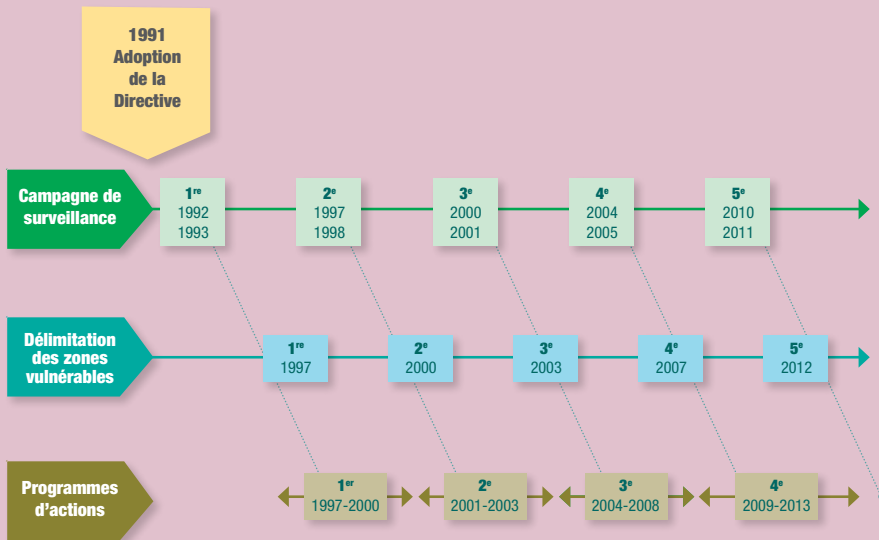 1991
Adoption
de la
Directive
Campagne de
surveillance
1re
1992
1993
2e
1997
1998
3e
2000
2001
4e
2004
2005
5e
2010
2011
Délimitation
des zones
vulnérables
1re
1997
2e
2000
3e
2003
4e
2007
5e
2012
Programmes
d'actions
1er
1997-2000
2e
2001-2003
3e
2004-2008
4e
2009-2013